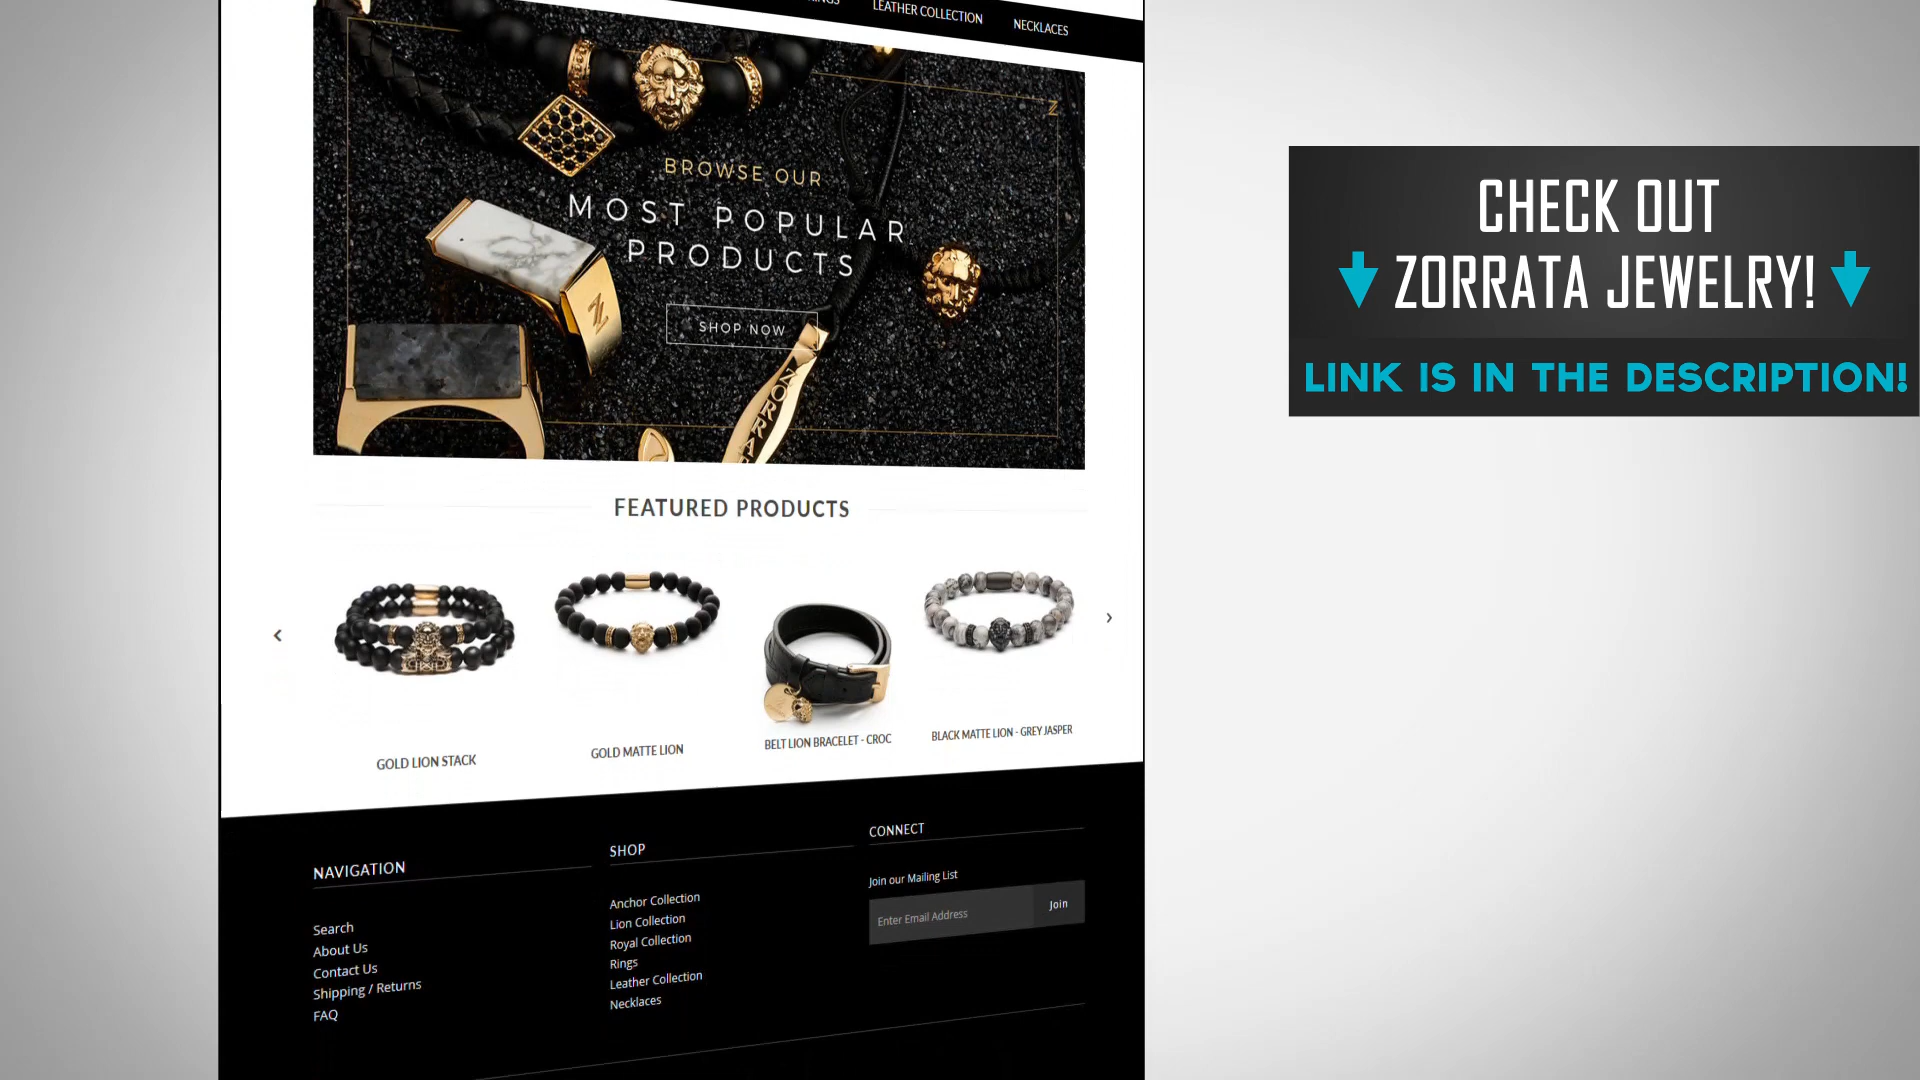 LEATHER COLLECTION
NECKLACES
BROWSE OUR
MOST POPULAR
PRODUCTS
SHOP NOW
Z
CHECK OUT
ZORRATA JEWELRY!
LINK IS IN THE DESCRIPTION!
FEATURED PRODUCTS
GOLD LION STACK
GOLD MATTE LION
BELT LION BRACELET - CROC
BLACK MATTE LION - GREY JASPER
NAVIGATION
Search
About Us
Contact Us
Shipping / Returns
FAQ
SHOP
Anchor Collection
Lion Collection
Royal Collection
Rings
Leather Collection
Necklaces
CONNECT
Join our Mailing List
Enter Email Address
Join